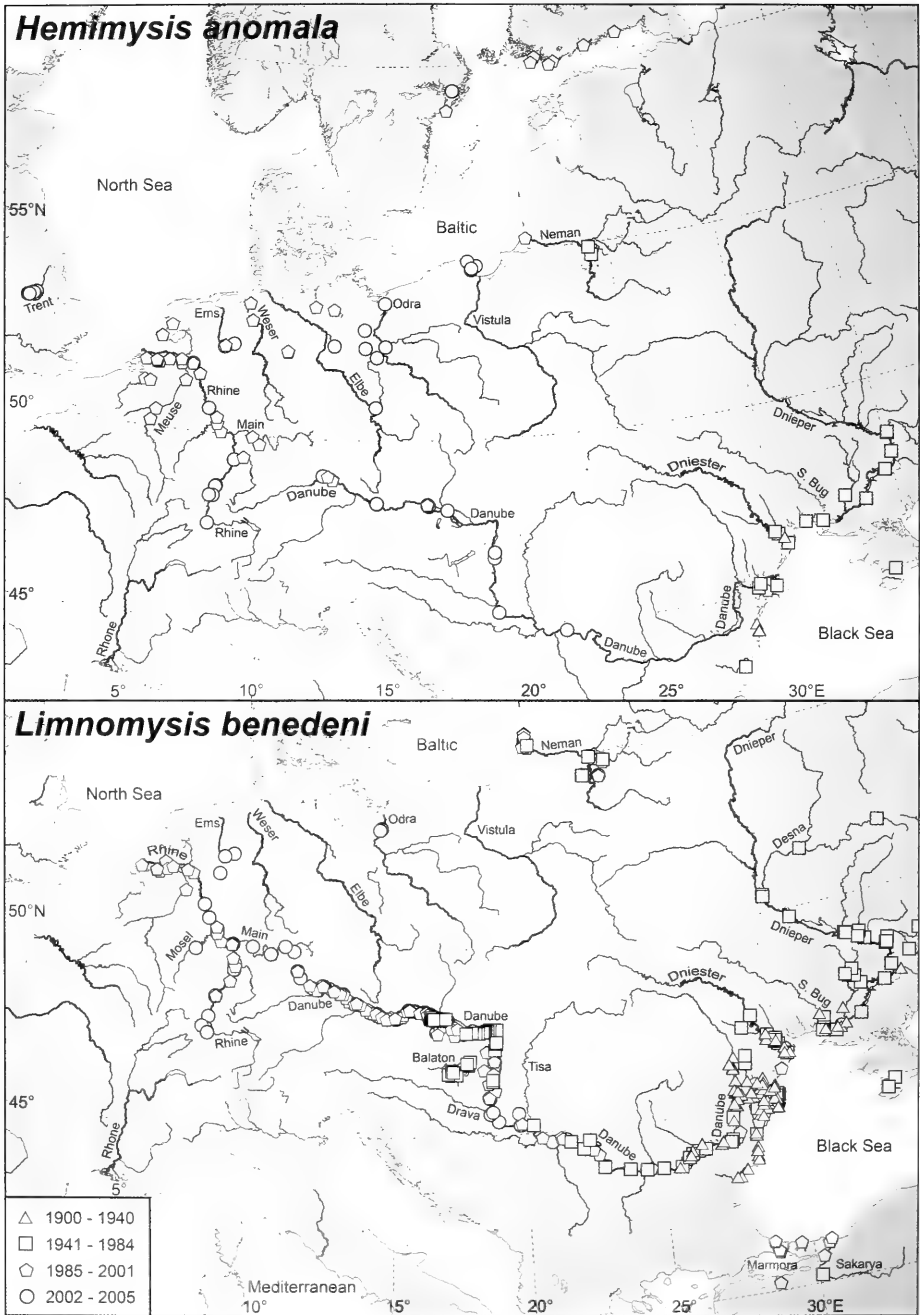 Hemimysis anomala
North Sea
55°N
Baltic
Neman
Trent
Ems
Weser
Odra
Vistula
Rhine
Elbe
50°
Meuse
Main
Dnieper
Dniester
S. Bug
Danube
Danube
Rhine
45°
Danube
Danube
Black Sea
Rhone
5°
10°
15°
20°
25°
30°E
Limnomysis benedeni
Baltic
Neman
Dnieper
North Sea
Ems
Weser
Odra
Vistula
Desna
Rhine
Elbe
50°N
Mosel
Main
Dnieper
Dniester
S. Bug
Danube
Danube
Rhine
Balaton
Tisa
45°
Drava
Danube
Danube
Black Sea
Rhone
5°
1900 - 1940
1941 - 1984
1985 - 2001
2002 - 2005
Marmora
Sakarya
Mediterranean
10°
15°
20°
25°
30°E